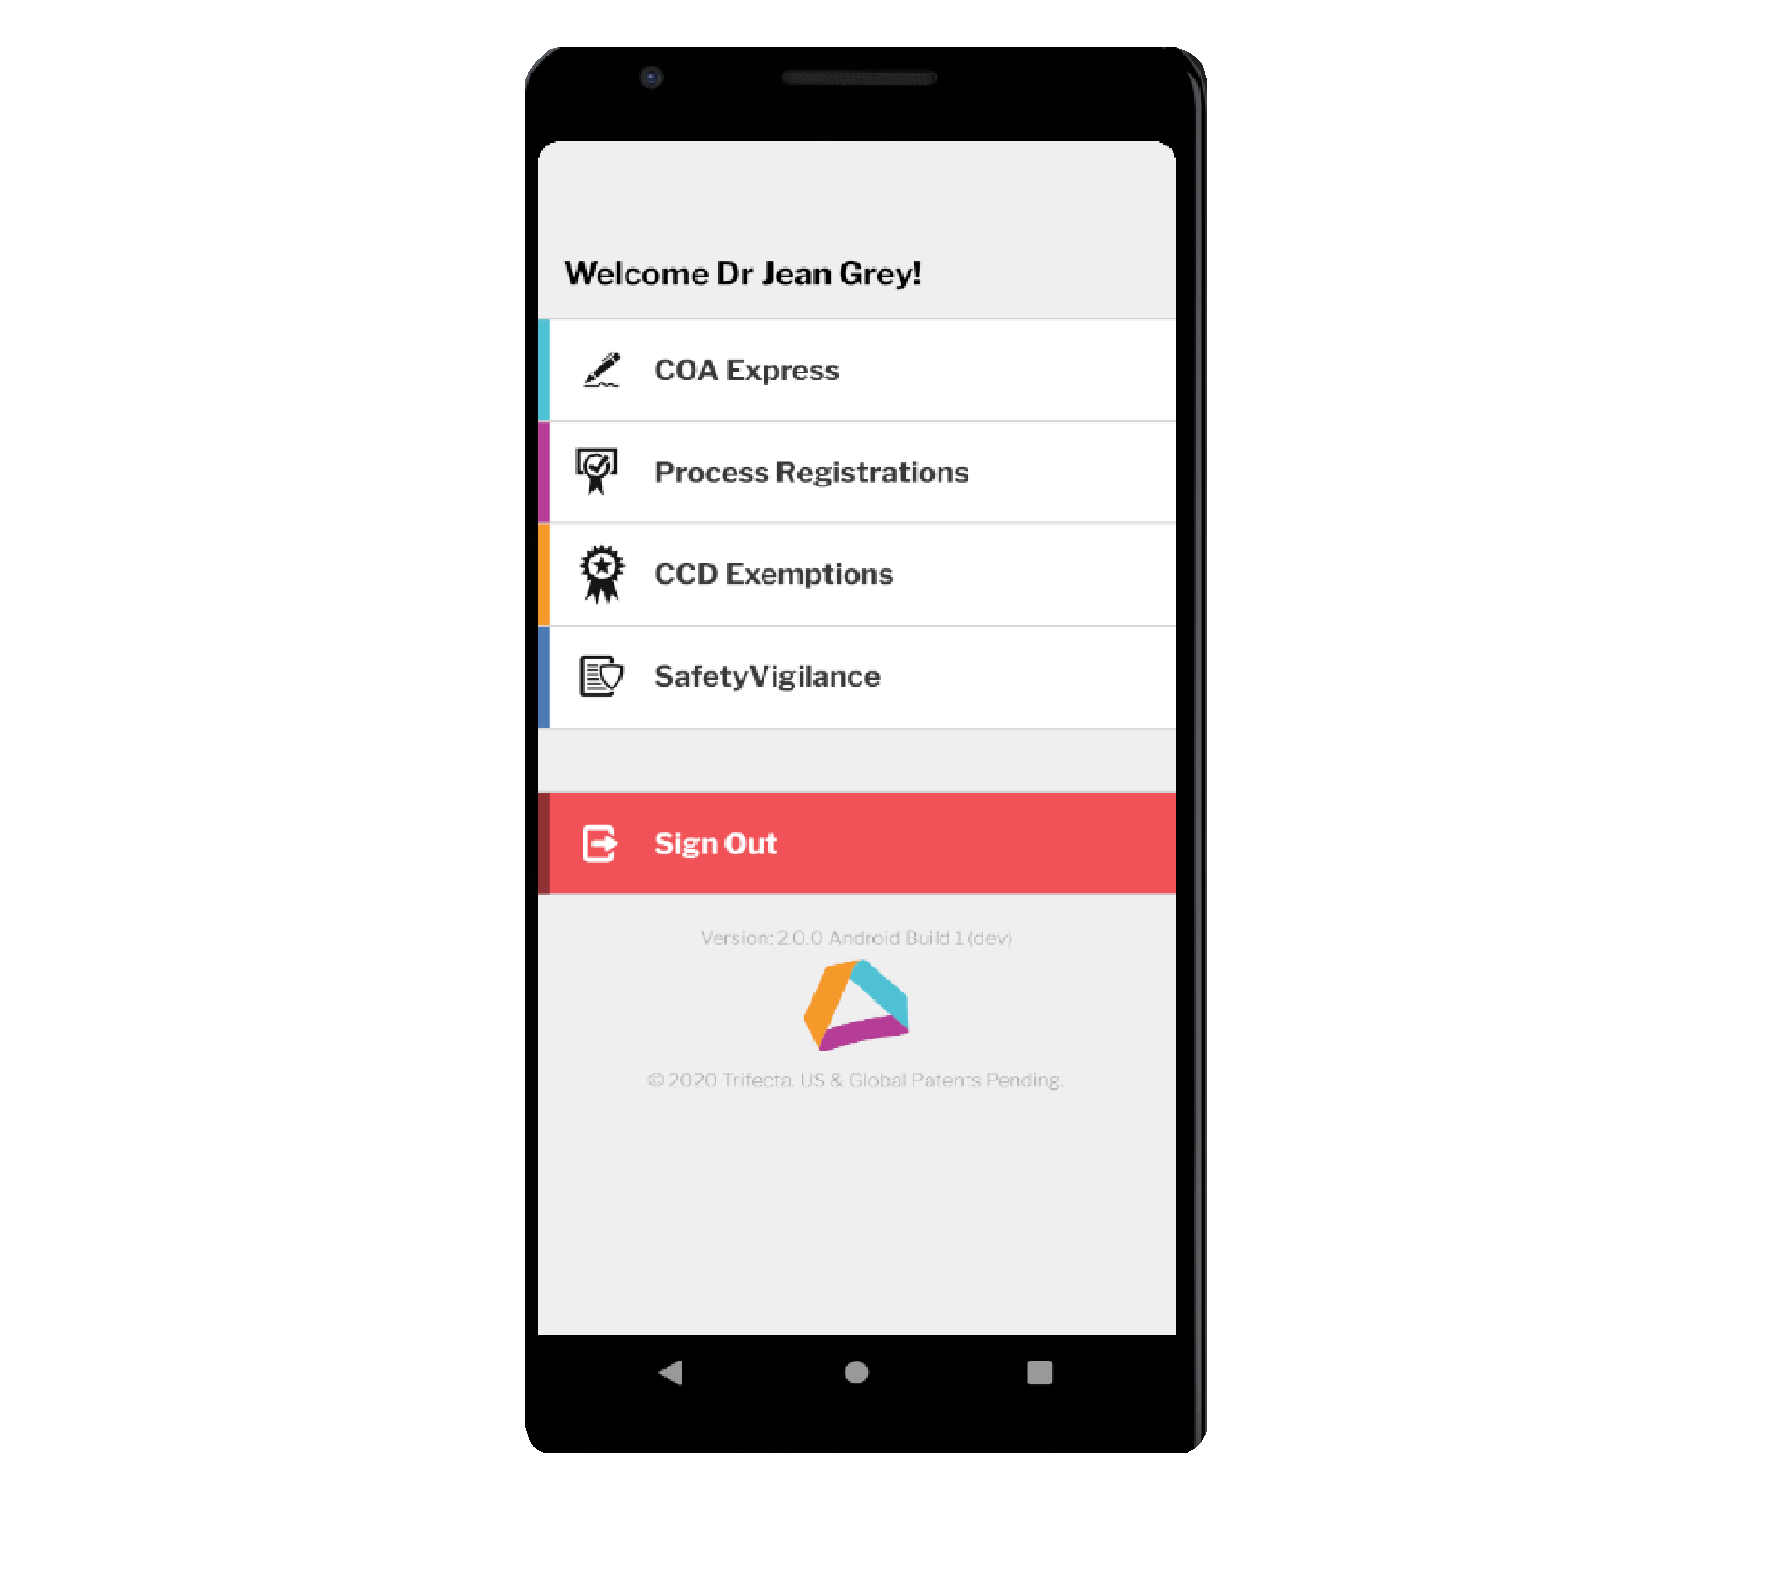 Welcome Dr Jean Grey!
COA Express
Process Registrations
CCD Exemptions
SafetyVigilance
Sign Out
Version: 2.0.0 Android Build 1 (dev)
© 2020 Trifecta. US & Global Patents Pending.